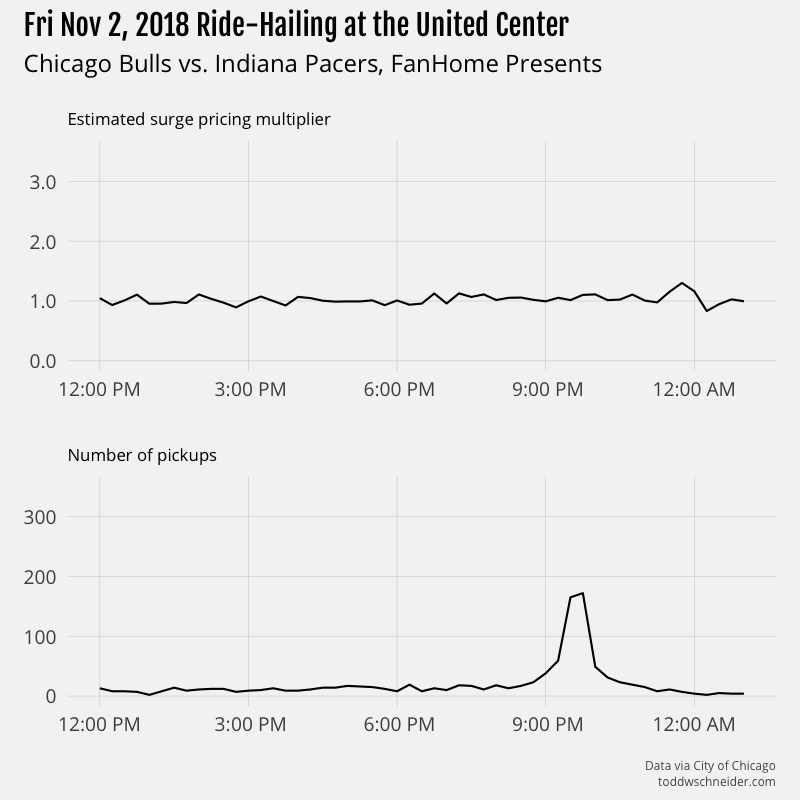 Fri Nov 2, 2018 Ride-Hailing at the United Center
Chicago Bulls vs. Indiana Pacers, FanHome Presents
Estimated surge pricing multiplier
3.0
2.0
1.0
0.0
12:00 PM 3:00 PM 6:00 PM 9:00 PM 12:00 AM
Number of pickups
300
200
100
0
12:00 PM 3:00 PM 6:00 PM 9:00 PM 12:00 AM
Data via City of Chicago
toddwschneider.com